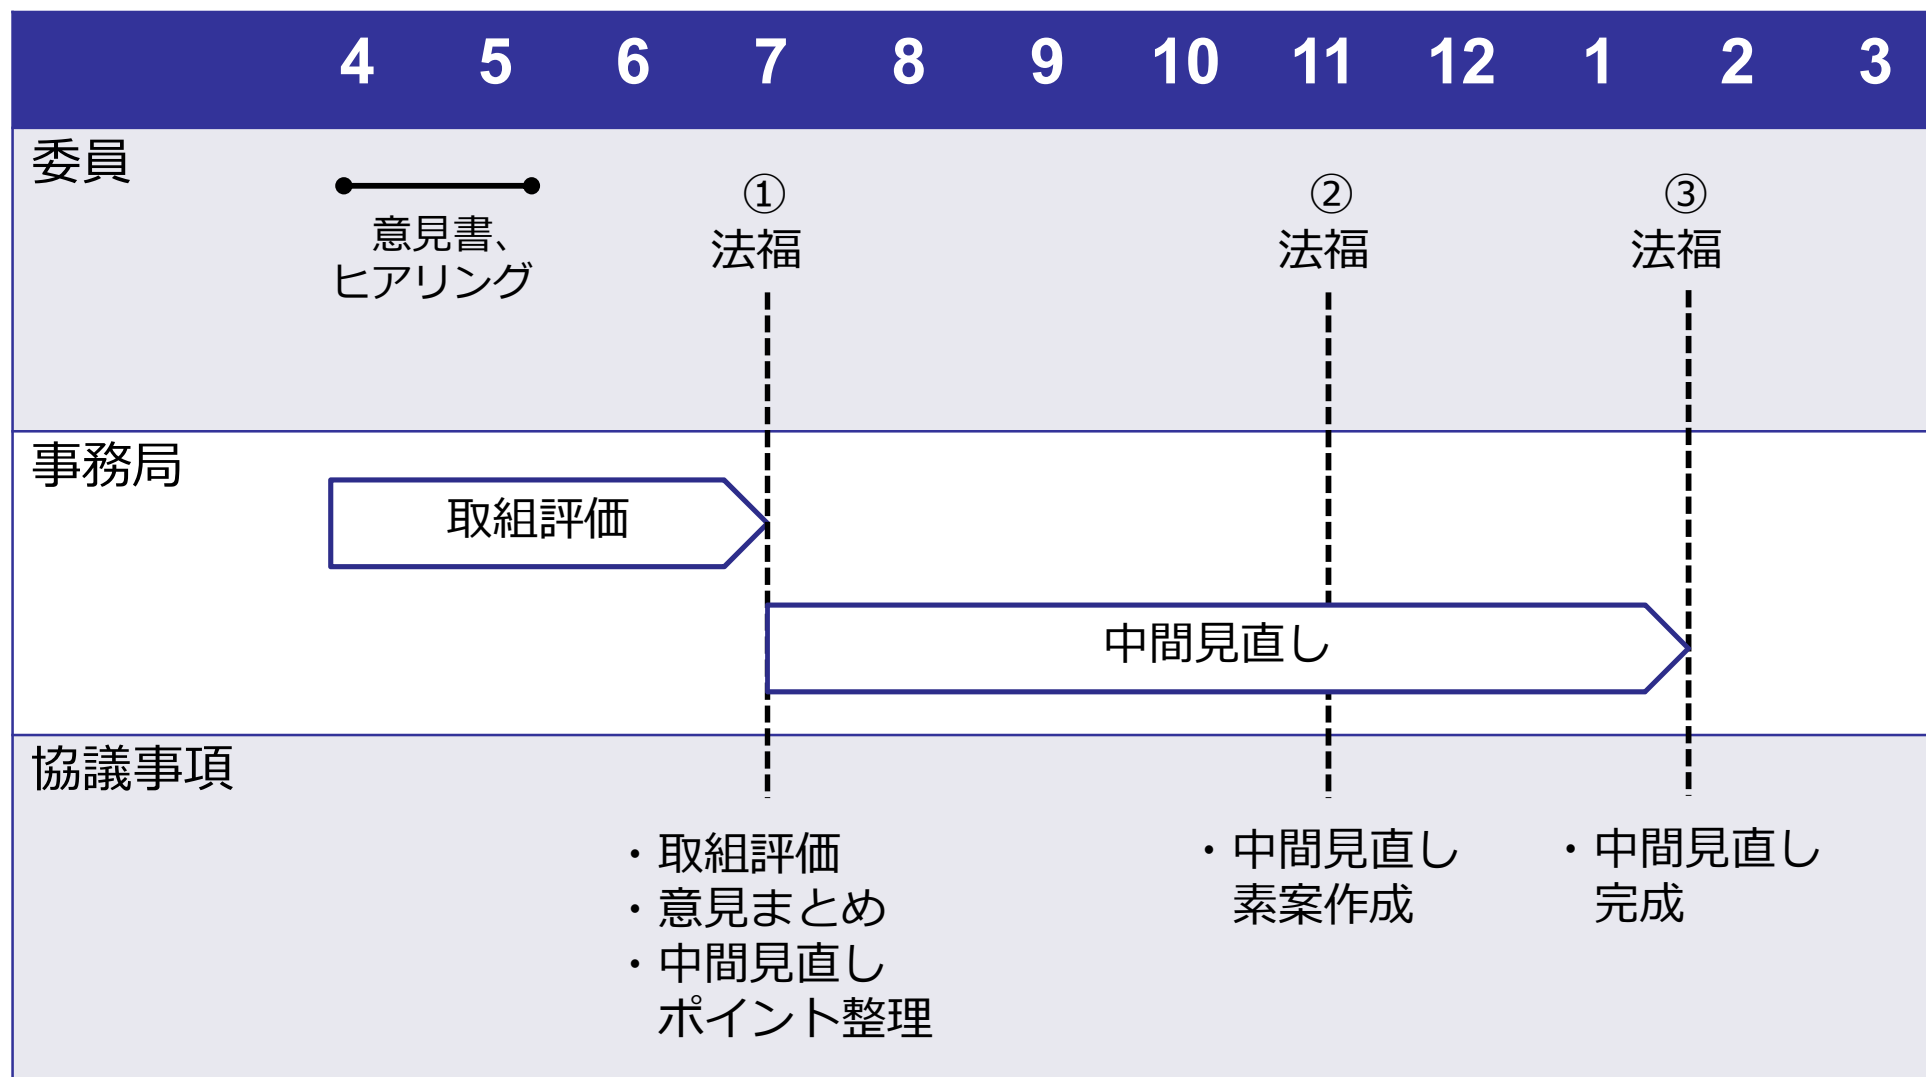 4 5 6 7 8 9 10 11 12 1 2 3
委員
意見書、
ヒアリング
①
法福
②
法福
③
法福
事務局
取組評価
中間見直し
協議事項
・取組評価
・意見まとめ
・中間見直し
ポイント整理
・中間見直し
素案作成
・中間見直し
完成